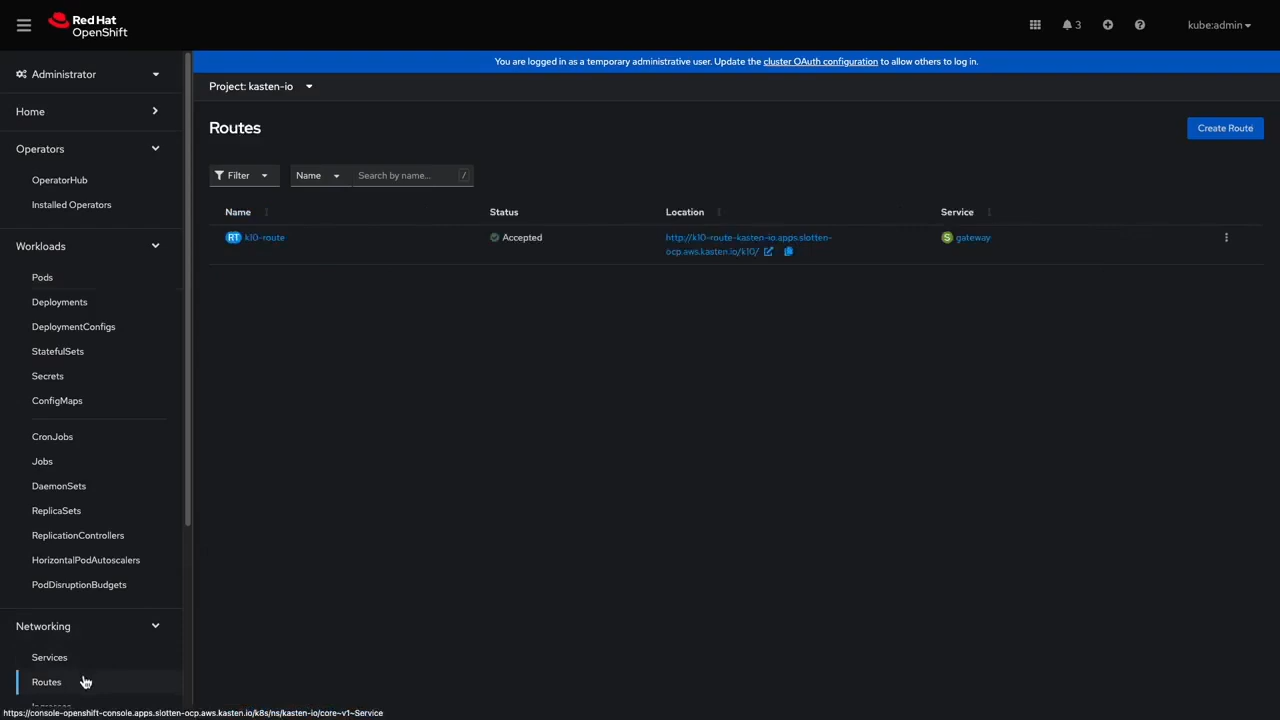 Red Hat
OpenShift
3
kube:admin
Administrator
You are logged in as a temporary administrative user. Update the cluster OAuth configuration to allow others to log in.
Project: kasten-io
Home
Routes
Create Route
Operators
Filter
Name
Search by name...
/
OperatorHub
Installed Operators
Name
Status
Location
Service
RT k10-route
Accepted
http://k10-route-kasten-io.apps.slotten-
ocp.aws.kasten.io/k10/
S gateway
Workloads
Pods
Deployments
DeploymentConfigs
StatefulSets
Secrets
ConfigMaps
CronJobs
Jobs
DaemonSets
ReplicaSets
ReplicationControllers
HorizontalPodAutoscalers
PodDisruptionBudgets
Networking
Services
Routes
Ingresses
https://console-openshift-console.apps.slotten-ocp.aws.kasten.io/k8s/ns/kasten-io/core~v1~Service